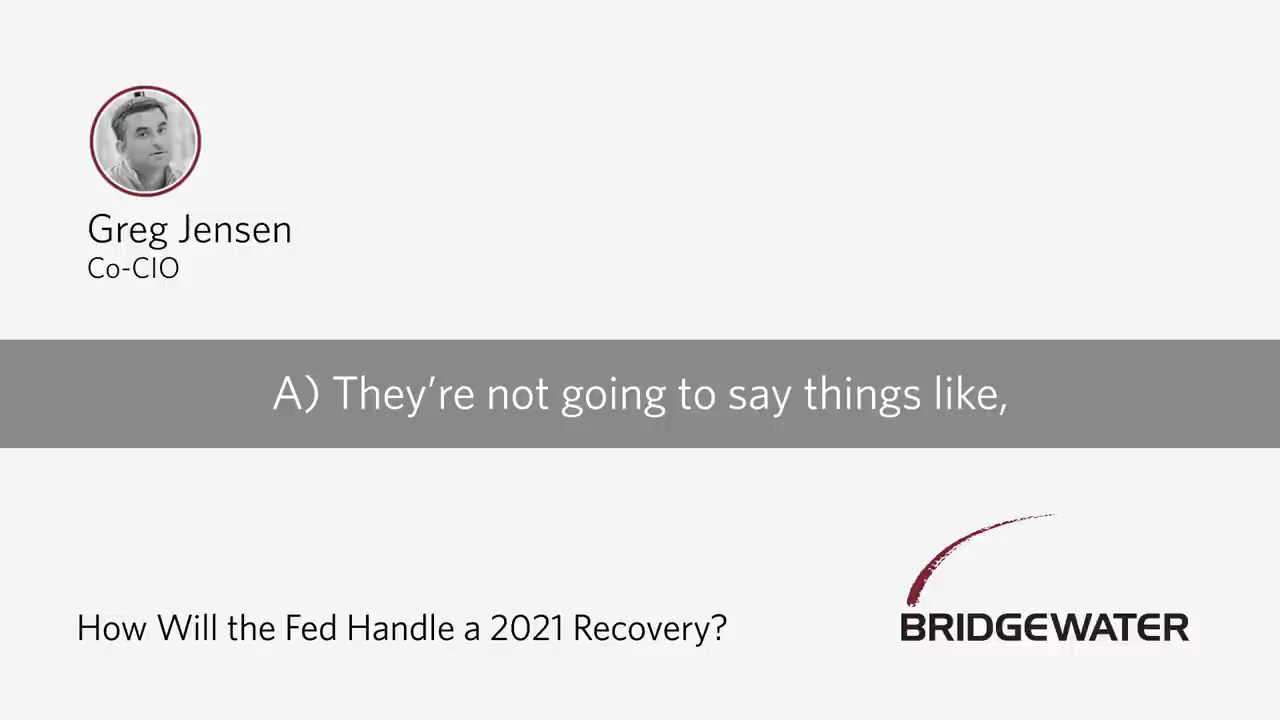 Greg Jensen
Co-CIO
A) They’re not going to say things like,
How Will the Fed Handle a 2021 Recovery?
BRIDGEWATER